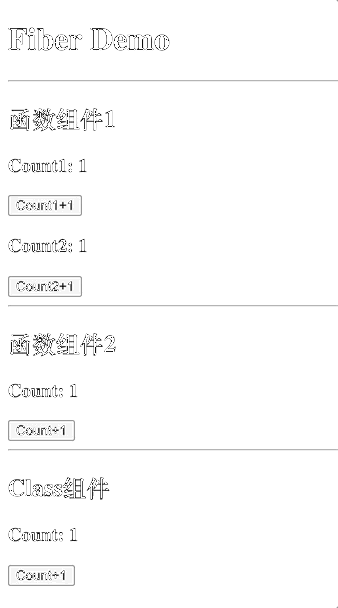 Fiber Demo
函数组件1
Count1: 1
Count1+1
Count2: 1
Count2+1
函数组件2
Count: 1
Count+1
Class组件
Count: 1
Count+1